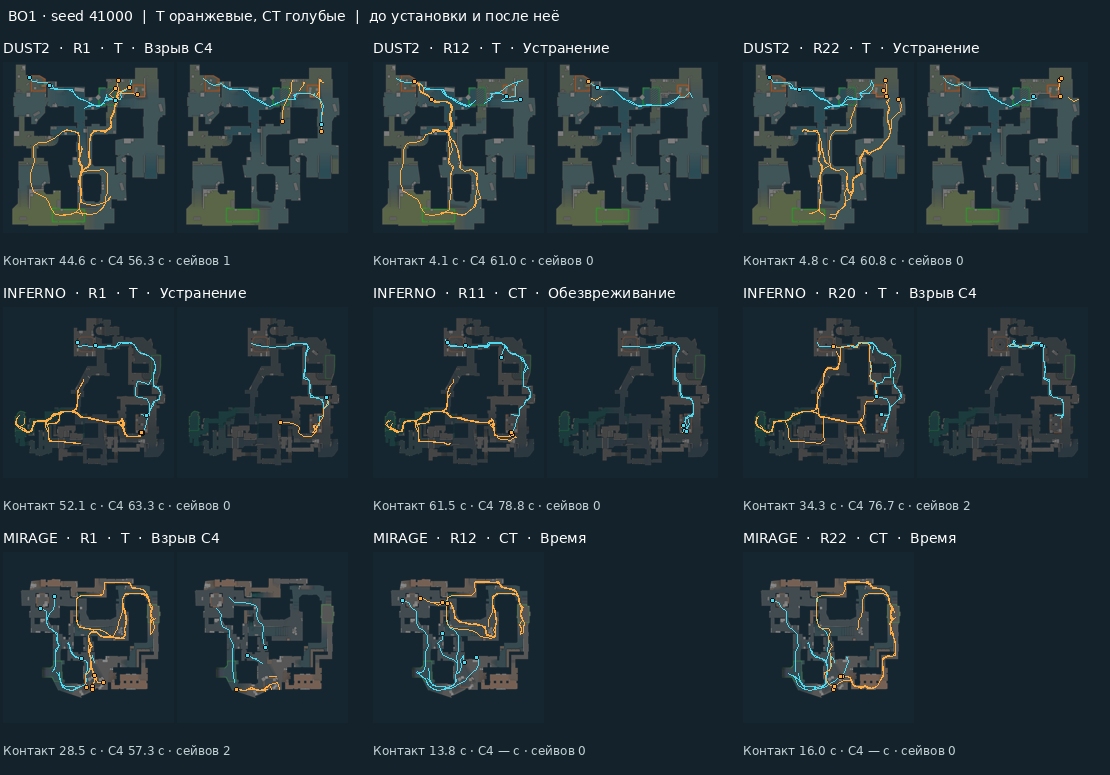 BO1 · seed 41000 | T оранжевые, CT голубые | до установки и после неё
DUST2 · R1 · T · Взрыв C4
DUST2 · R12 · T · Устранение
DUST2 · R22 · T · Устранение
Контакт 44.6 с · C4 56.3 с · сейвов 1
Контакт 4.1 с · C4 61.0 с · сейвов 0
Контакт 4.8 с · C4 60.8 с · сейвов 0
INFERNO · R1 · T · Устранение
INFERNO · R11 · CT · Обезвреживание
INFERNO · R20 · T · Взрыв C4
Контакт 52.1 с · C4 63.3 с · сейвов 0
Контакт 61.5 с · C4 78.8 с · сейвов 0
Контакт 34.3 с · C4 76.7 с · сейвов 2
MIRAGE · R1 · T · Взрыв C4
MIRAGE · R12 · CT · Время
MIRAGE · R22 · CT · Время
Контакт 28.5 с · C4 57.3 с · сейвов 2
Контакт 13.8 с · C4 — с · сейвов 0
Контакт 16.0 с · C4 — с · сейвов 0